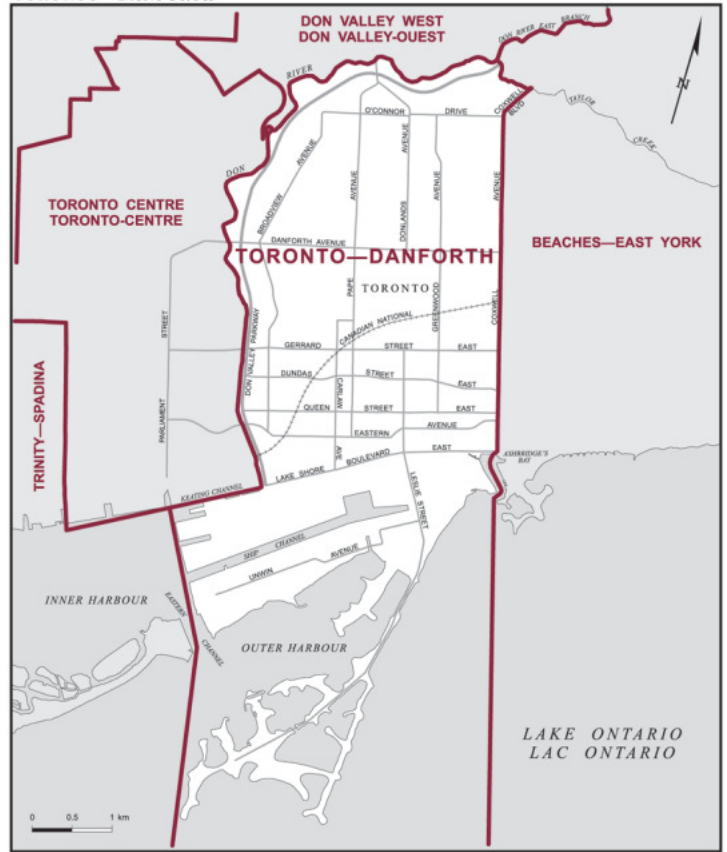 DON VALLEY WEST
DON VALLEY-OUEST
DON RIVER EAST BRANCH
N
RIVER
DON
O'CONNOR DRIVE
COXWELL
BLVD
TAYLOR
CREEK
BROADVIEW AVENUE
PAPE AVENUE
DONLANDS AVENUE
GREENWOOD AVENUE
COXWELL AVENUE
TORONTO CENTRE
TORONTO-CENTRE
DANFORTH AVENUE
TORONTO—DANFORTH
BEACHES—EAST YORK
TORONTO
CANADIAN NATIONAL
PARLIAMENT STREET
DON VALLEY PARKWAY
GERRARD STREET EAST
DUNDAS STREET EAST
CARLAW AVE
QUEEN STREET EAST
EASTERN AVENUE
TRINITY—SPADINA
LAKE SHORE BOULEVARD EAST
ASHBRIDGE'S
BAY
KEATING CHANNEL
LESLIE STREET
SHIP CHANNEL
UNWIN AVENUE
INNER HARBOUR
EASTERN
CHANNEL
OUTER HARBOUR
LAKE ONTARIO
LAC ONTARIO
0 0.5 1 km